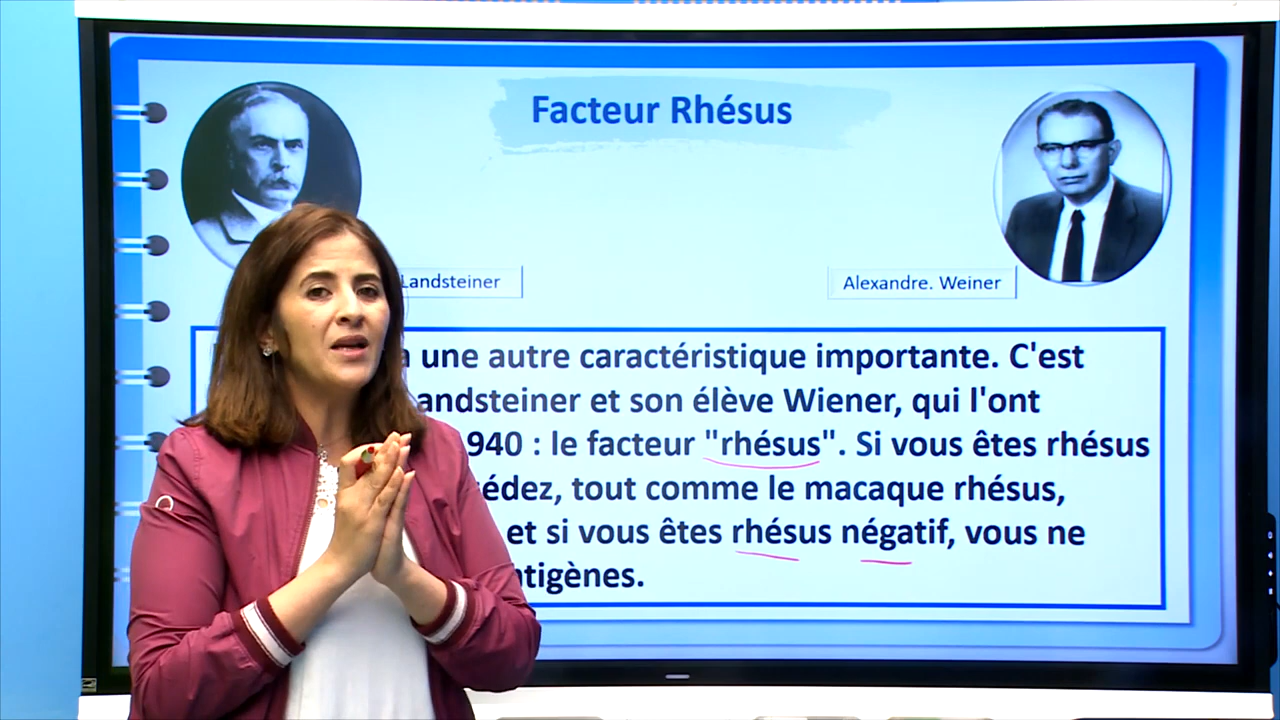 Facteur Rhésus
Landsteiner
Alexandre. Weiner
une autre caractéristique importante. C'est
andsteiner et son élève Wiener, qui l'ont
940 : le facteur "rhésus". Si vous êtes rhésus
édez, tout comme le macaque rhésus,
et si vous êtes rhésus négatif, vous ne
ntigènes.